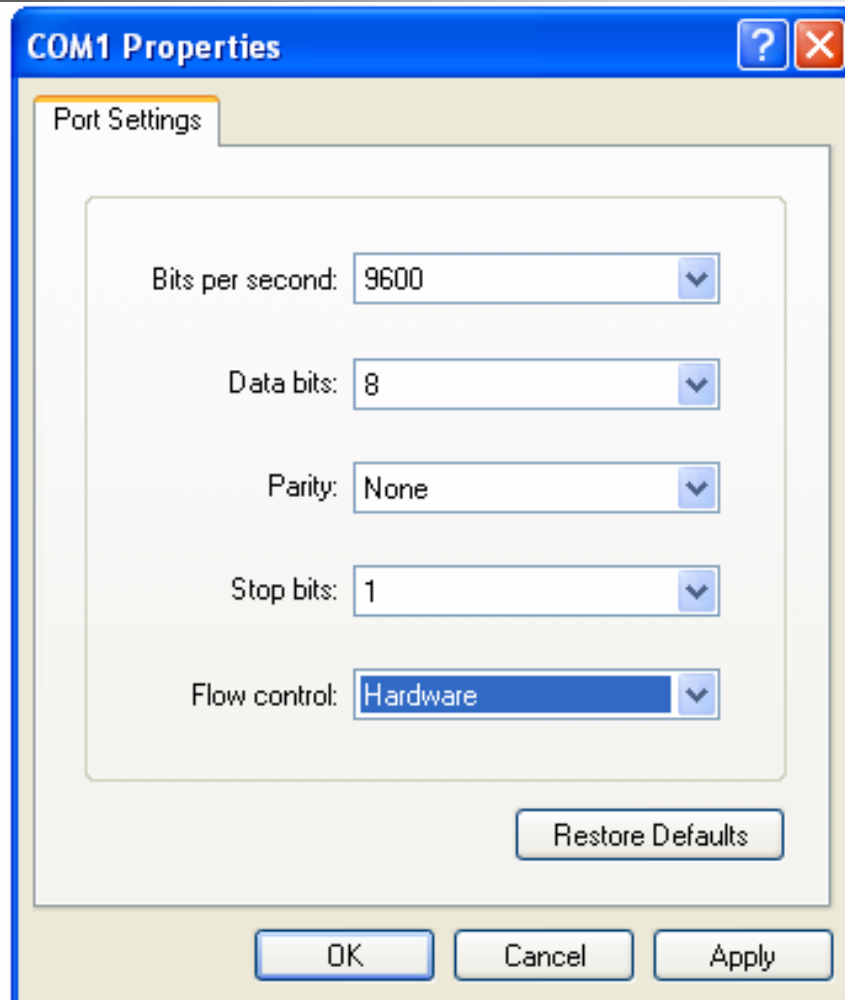 COM1 Properties
Port Settings
Bits per second: 9600
Data bits: 8
Parity: None
Stop bits: 1
Flow control: Hardware
Restore Defaults
OK Cancel Apply